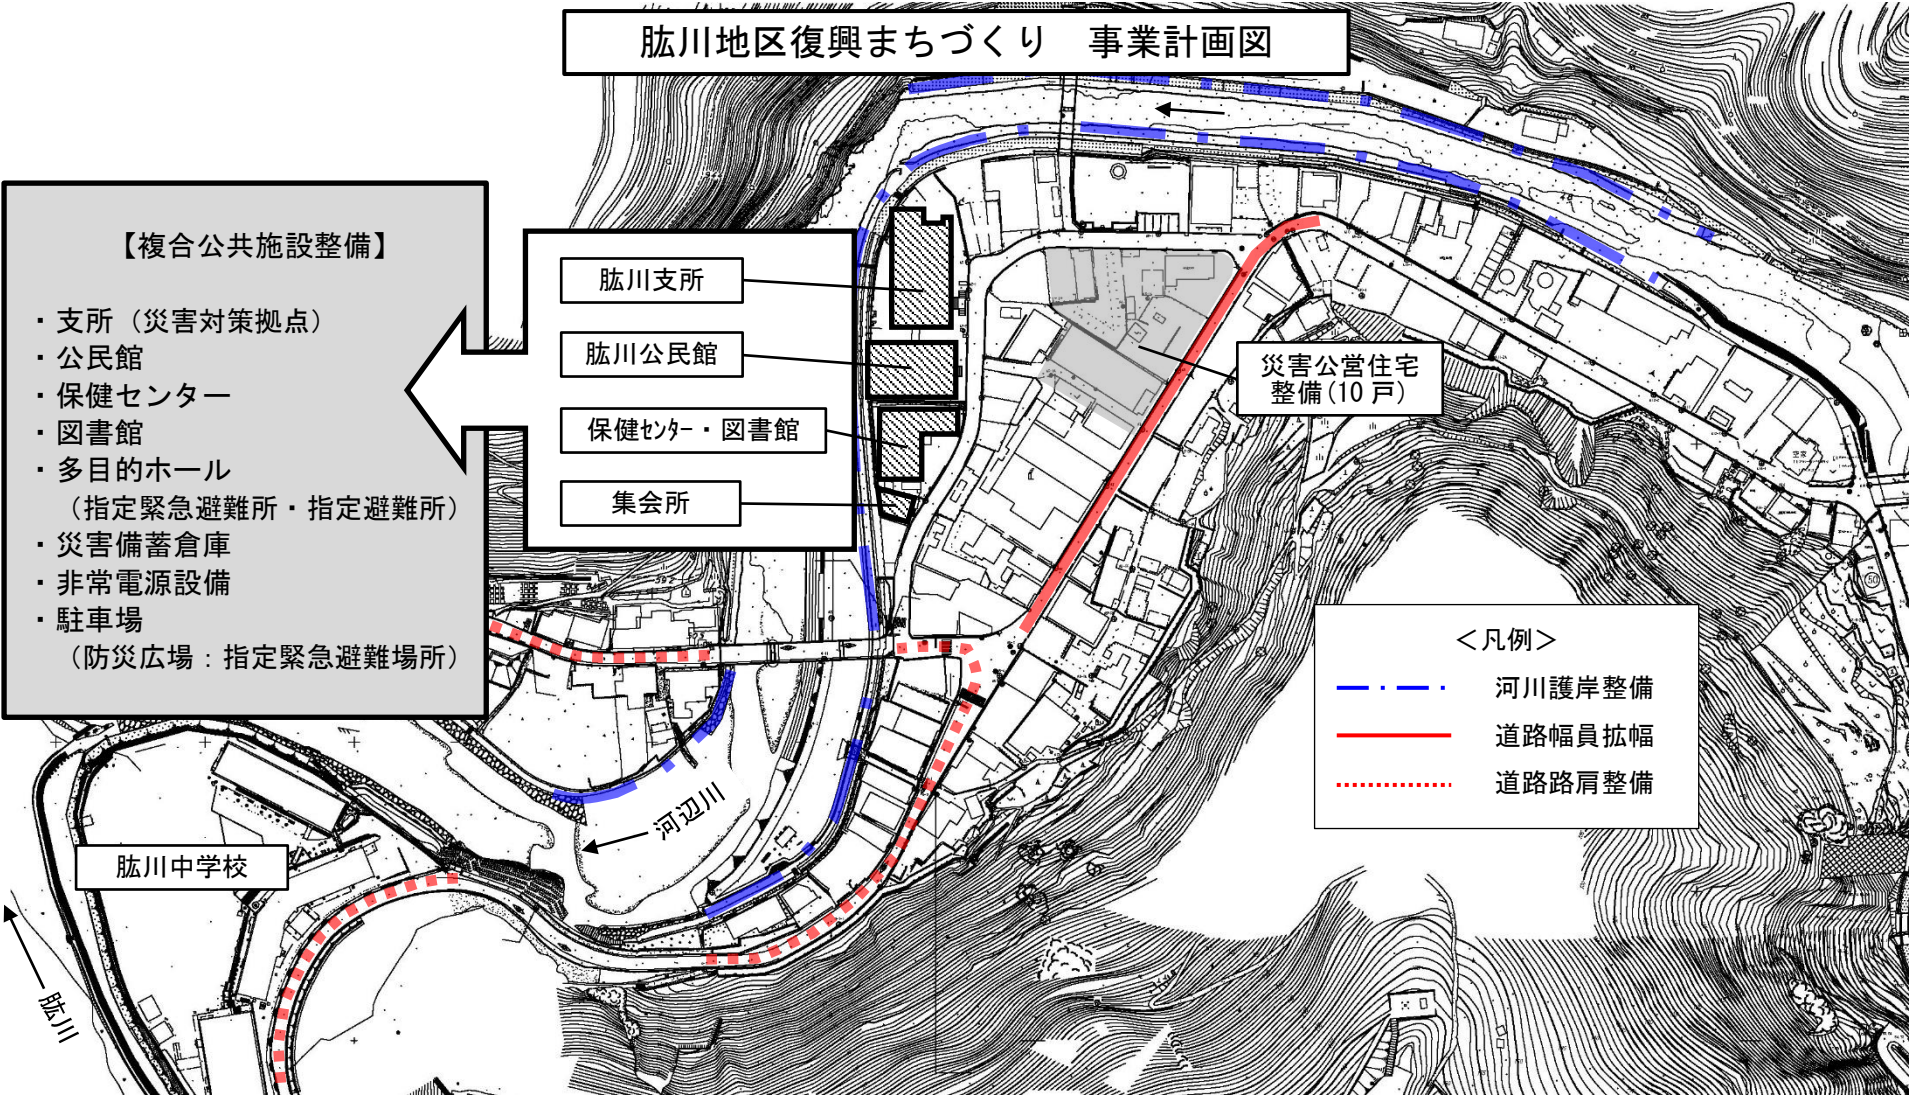 肱川地区復興まちづくり　事業計画図
【複合公共施設整備】
・支所（災害対策拠点）
・公民館
・保健センター
・図書館
・多目的ホール
（指定緊急避難所・指定避難所）
・災害備蓄倉庫
・非常電源設備
・駐車場
（防災広場：指定緊急避難場所）
肱川支所
肱川公民館
保健ｾﾝﾀｰ・図書館
集会所
災害公営住宅
整備(10 戸)
＜凡例＞
河川護岸整備
道路幅員拡幅
道路路肩整備
河辺川
肱川中学校
肱川